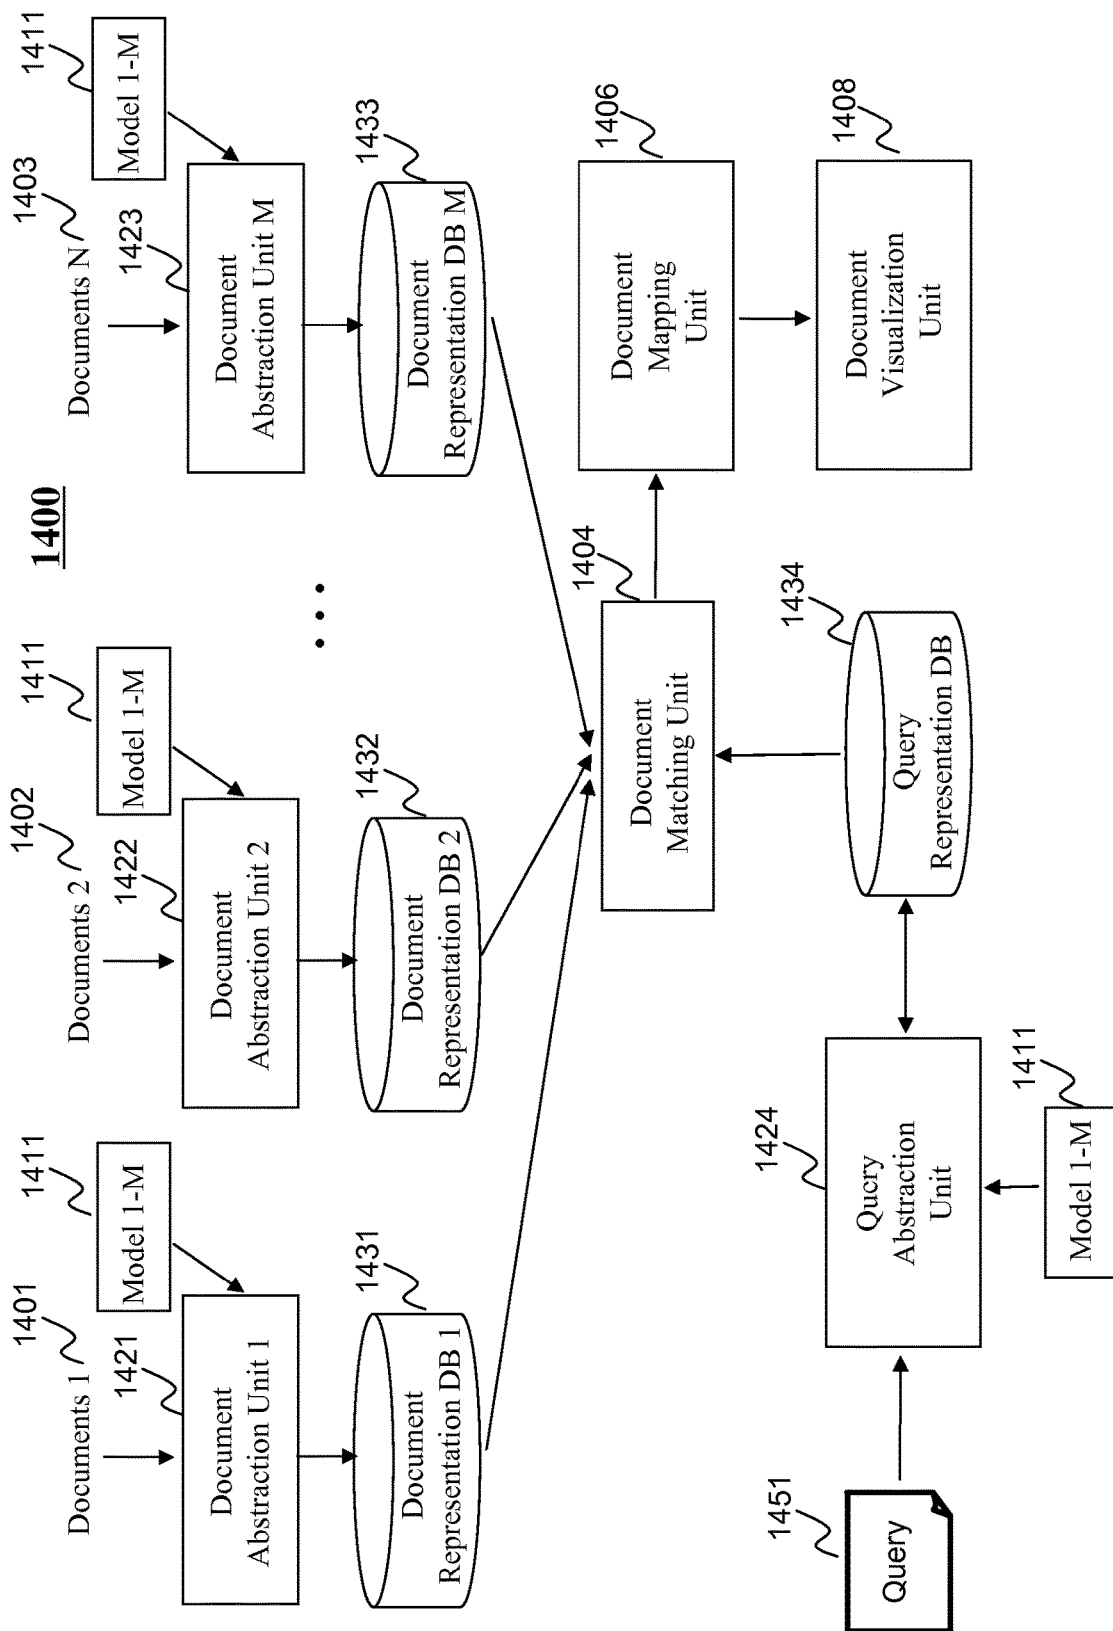 1400
Documents 1
1401
Model 1-M
1411
1421
Document
Abstraction Unit 1
Document
Representation DB 1
1431
Documents 2
1402
Model 1-M
1411
1422
Document
Abstraction Unit 2
Document
Representation DB 2
1432
Documents N
1403
Model 1-M
1411
1423
Document
Abstraction Unit M
Document
Representation DB M
1433
• • •
Document
Matching Unit
1404
Document
Mapping
Unit
1406
Document
Visualization
Unit
1408
Query
1451
Query
Abstraction
Unit
1424
Model 1-M
1411
Query
Representation DB
1434